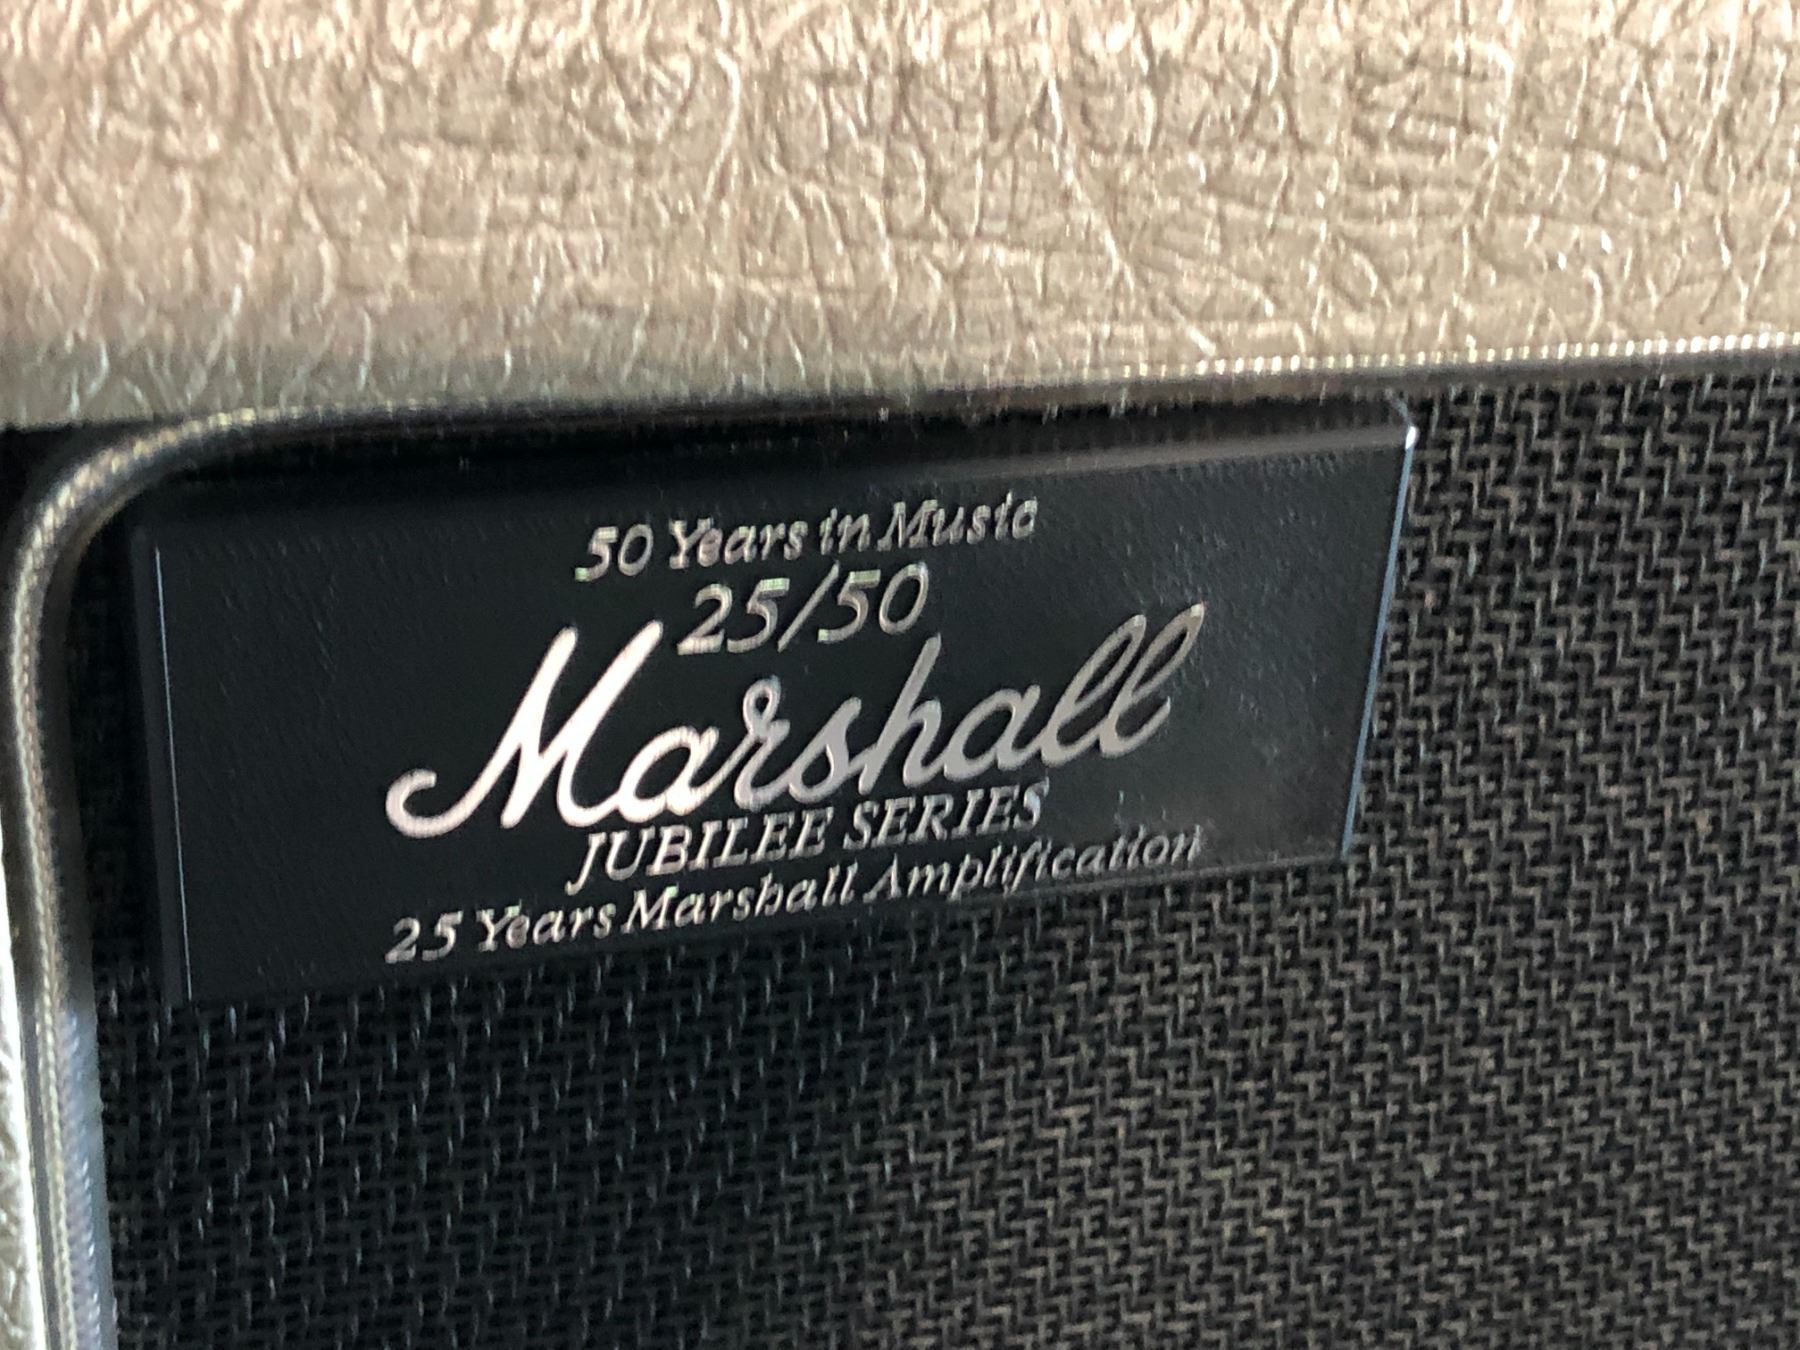 50 Years in Music
25/50
Marshall
JUBILEE SERIES
25 Years Marshall Amplification